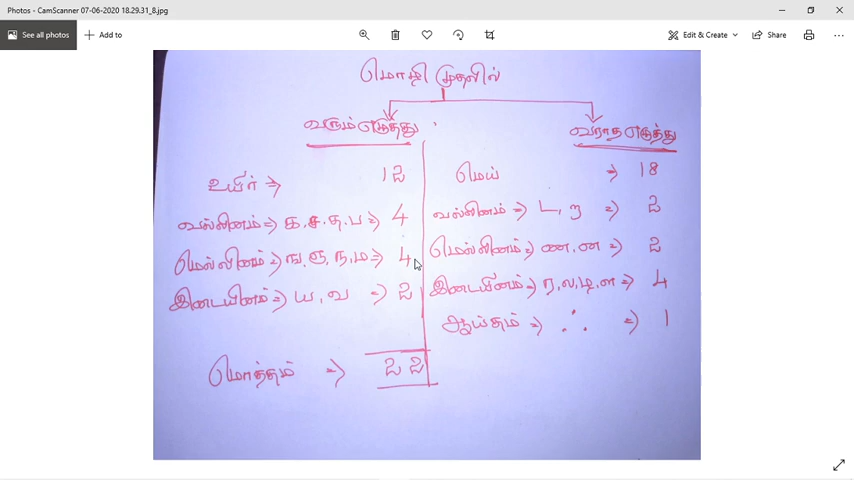 Photos - CamScanner 07-06-2020 18.29.31_8.jpg
See all photos + Add to Edit & Create Share
மொழி முதலில்
வரும் எழுத்து வராத எழுத்து
உயிர் => 12 மெய் => 18
வல்லினம் => க, ச, த, ப => 4 வல்லினம் => ட, ற => 2
மெல்லினம் => ங, ஞ, ந, ம => 4 மெல்லினம் => ண, ன => 2
இடையினம் => ய, வ => 2 இடையினம் => ர, ல, ழ, ள => 4
ஆய்தம் => ஃ => 1
மொத்தம் => 22